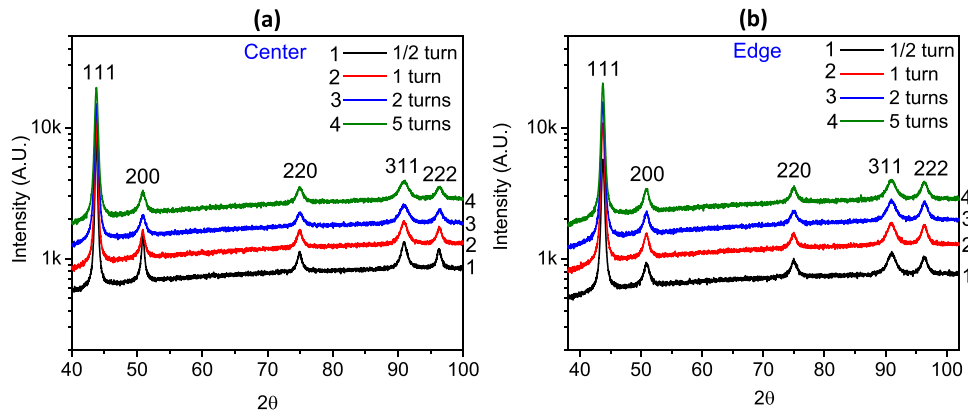 (a)
Center
1 1/2 turn
2 1 turn
3 2 turns
4 5 turns
111
200
220
311
222
4
3
2
1
10k
1k
Intensity (A.U.)
40 50 60 70 80 90 100
2θ
(b)
Edge
1 1/2 turn
2 1 turn
3 2 turns
4 5 turns
111
200
220
311
222
4
3
2
1
10k
1k
Intensity (A.U.)
40 50 60 70 80 90 100
2θ